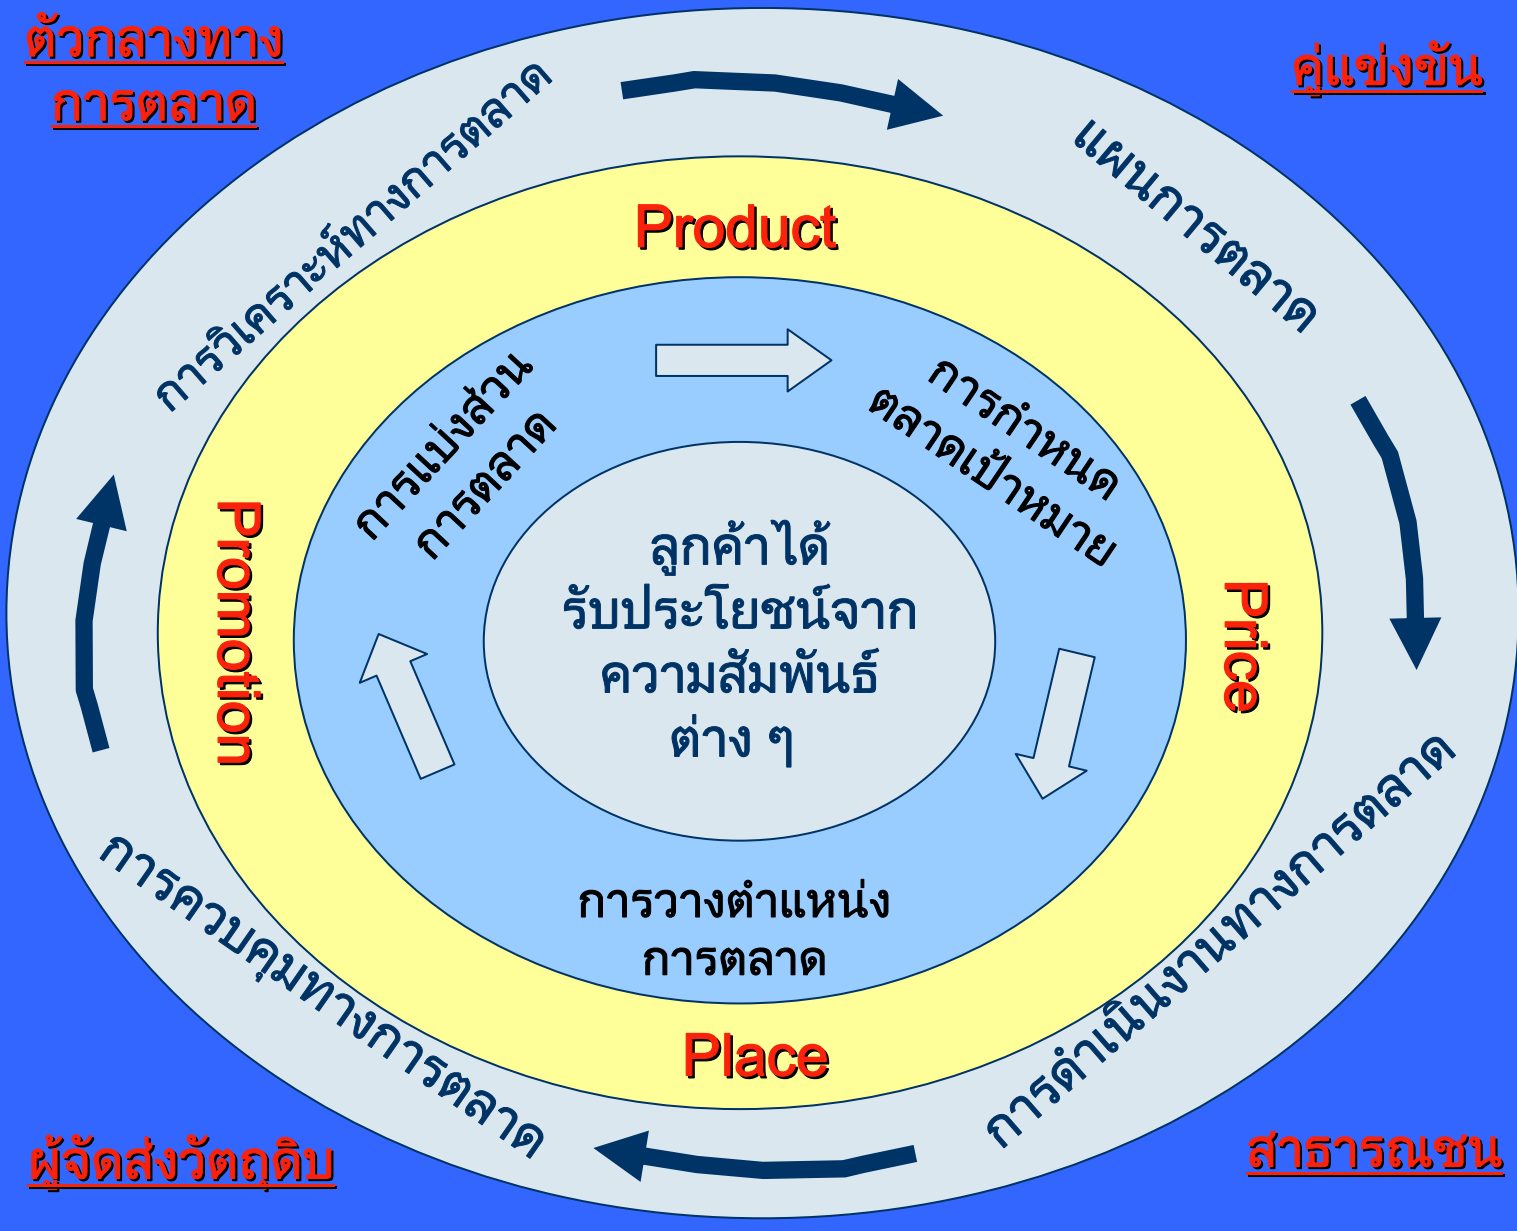 ตัวกลางทาง
การตลาด
คู่แข่งขัน
การวิเคราะห์ทางการตลาด
แผนการตลาด
Product
การแบ่งส่วน
การตลาด
การกำหนด
ตลาดเป้าหมาย
Promotion
ลูกค้าได้
รับประโยชน์จาก
ความสัมพันธ์
ต่าง ๆ
Price
การวางตำแหน่ง
การตลาด
Place
การควบคุมทางการตลาด
การดำเนินงานทางการตลาด
ผู้จัดส่งวัตถุดิบ
สาธารณชน